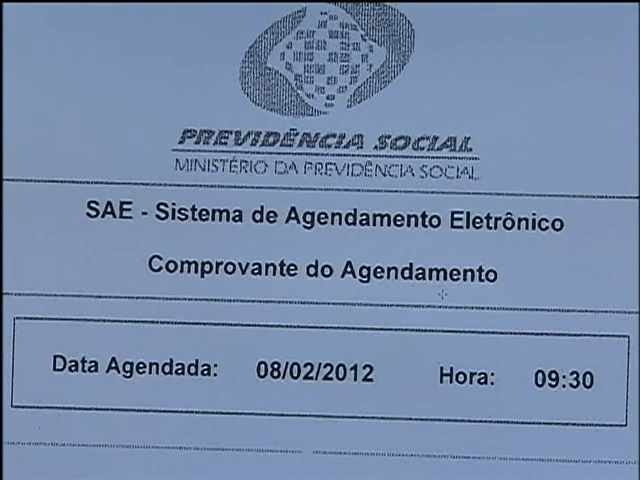 PREVIDÊNCIA SOCIAL
MINISTÉRIO DA PREVIDÊNCIA SOCIAL
SAE - Sistema de Agendamento Eletrônico
Comprovante do Agendamento
Data Agendada: 08/02/2012 Hora: 09:30